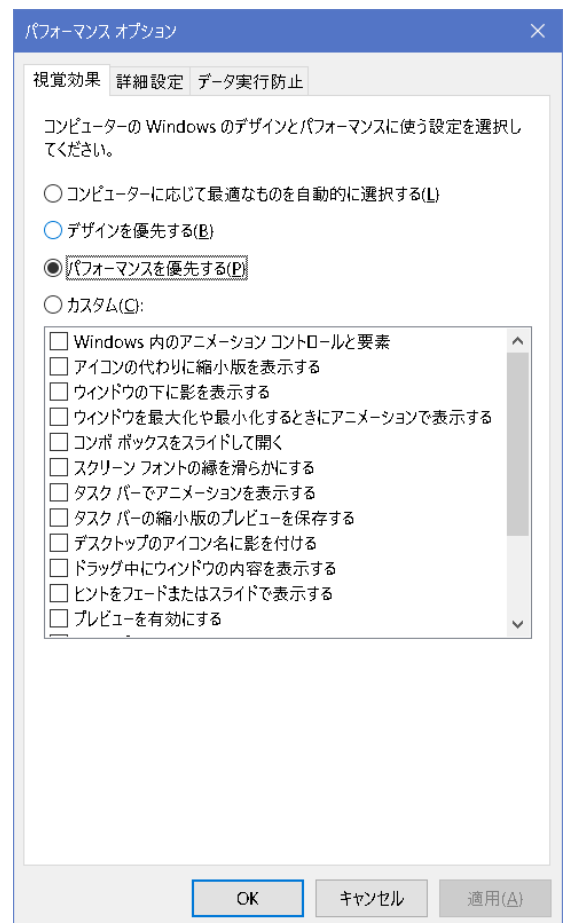 パフォーマンス オプション
視覚効果 詳細設定 データ実行防止
コンピューターの Windows のデザインとパフォーマンスに使う設定を選択し
てください。
コンピューターに応じて最適なものを自動的に選択する(L)
デザインを優先する(B)
パフォーマンスを優先する(P)
カスタム(C):
Windows 内のアニメーション コントロールと要素
アイコンの代わりに縮小版を表示する
ウィンドウの下に影を表示する
ウィンドウを最大化や最小化するときにアニメーションで表示する
コンボ ボックスをスライドして開く
スクリーン フォントの縁を滑らかにする
タスク バーでアニメーションを表示する
タスク バーの縮小版のプレビューを保存する
デスクトップのアイコン名に影を付ける
ドラッグ中にウィンドウの内容を表示する
ヒントをフェードまたはスライドで表示する
プレビューを有効にする
OK キャンセル 適用(A)